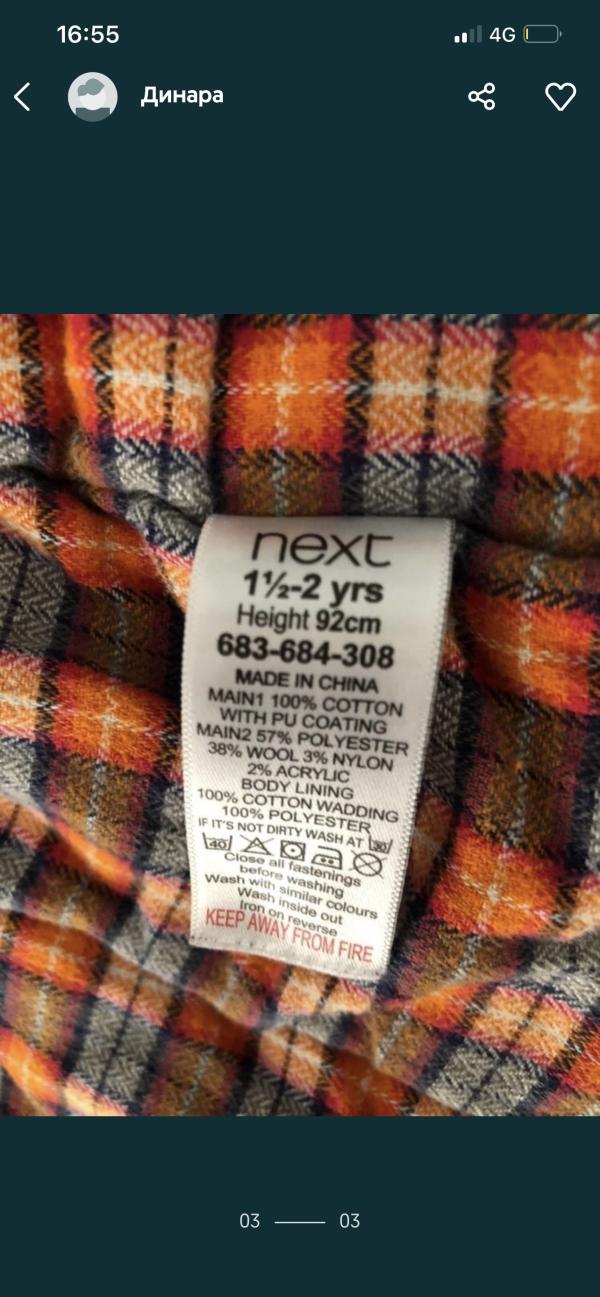 16:55
4G
Динара
next
1½-2 yrs
Height 92cm
683-684-308
MADE IN CHINA
MAIN1 100% COTTON
WITH PU COATING
MAIN2 57% POLYESTER
38% WOOL 3% NYLON
2% ACRYLIC
BODY LINING
100% COTTON WADDING
100% POLYESTER
IF IT'S NOT DIRTY WASH AT 30
40
Close all fastenings
before washing
Wash with similar colours
Wash inside out
Iron on reverse
KEEP AWAY FROM FIRE
03 03